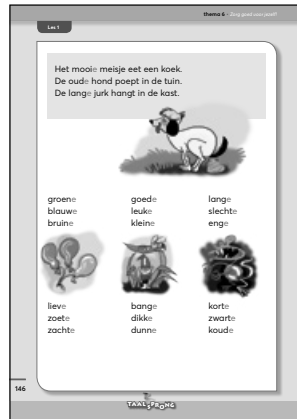 thema 6 - Zorg goed voor jezelf!
Les 1
Het mooie meisje eet een koek.
De oude hond poept in de tuin.
De lange jurk hangt in de kast.
groene goede lange
blauwe leuke slechte
bruine kleine enge
lieve bange korte
zoete dikke zwarte
zachte dunne koude
146
TAALSPRONG